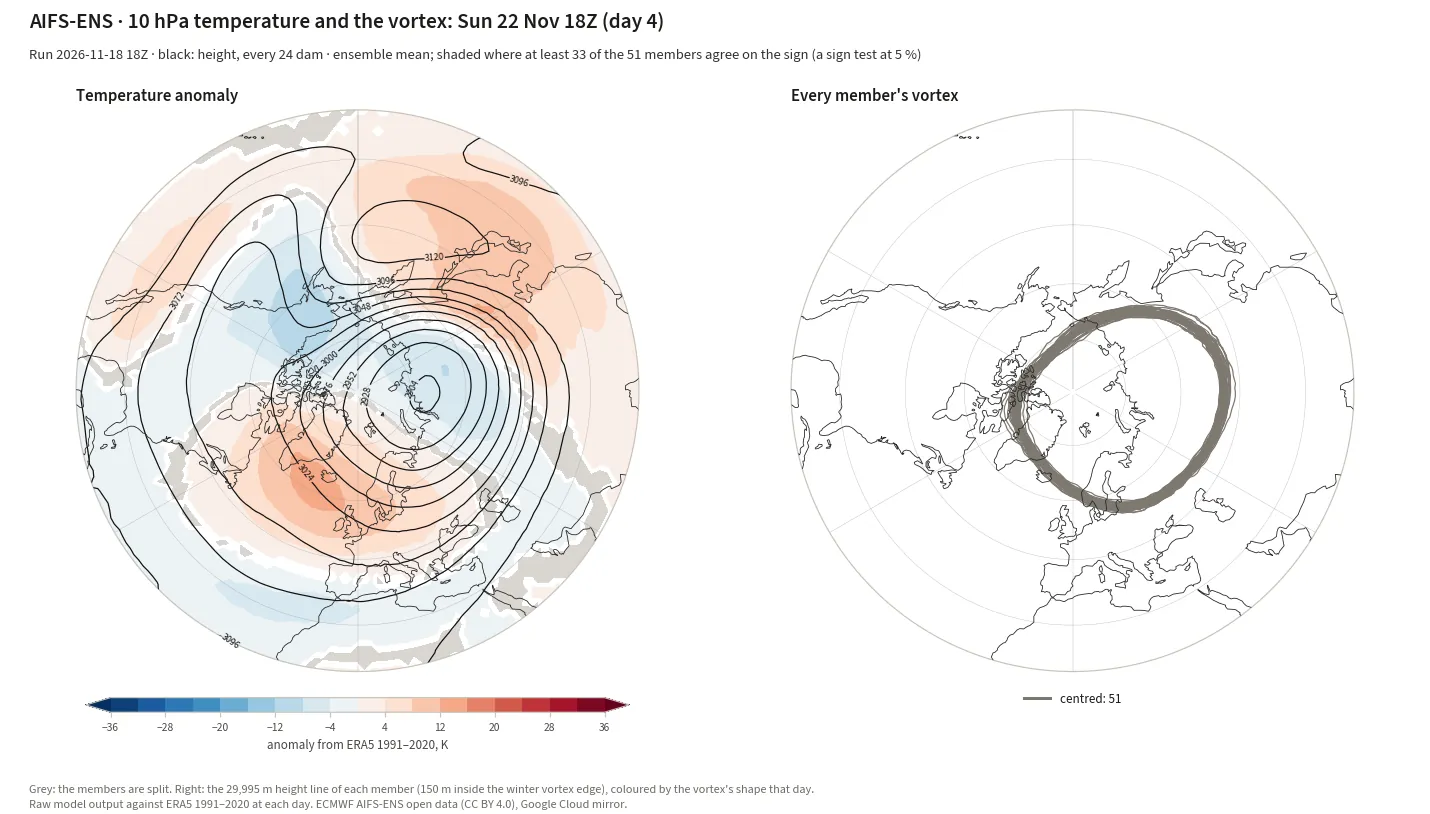 AIFS-ENS · 10 hPa temperature and the vortex: Sun 22 Nov 18Z (day 4)
Run 2026-11-18 18Z · black: height, every 24 dam · ensemble mean; shaded where at least 33 of the 51 members agree on the sign (a sign test at 5 %)
Temperature anomaly
Every member's vortex
3096
3120
3096
3072
3048
3000
2952
2928
3024
3096
−36 −28 −20 −12 −4 4 12 20 28 36
anomaly from ERA5 1991–2020, K
centred: 51
Grey: the members are split. Right: the 29,995 m height line of each member (150 m inside the winter vortex edge), coloured by the vortex's shape that day.
Raw model output against ERA5 1991–2020 at each day. ECMWF AIFS-ENS open data (CC BY 4.0), Google Cloud mirror.